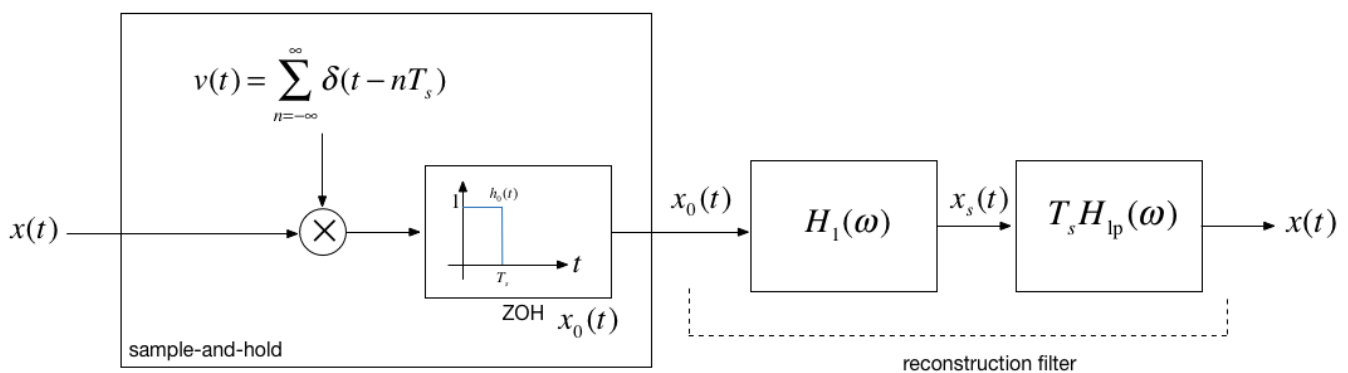 v(t) = ∑ δ(t − nT_s)
∞
n=−∞
x(t)
×
1
h_0(t)
T_s
t
ZOH x_0(t)
sample-and-hold
x_0(t)
H_1(ω)
x_s(t)
T_s H_lp(ω)
x(t)
reconstruction filter